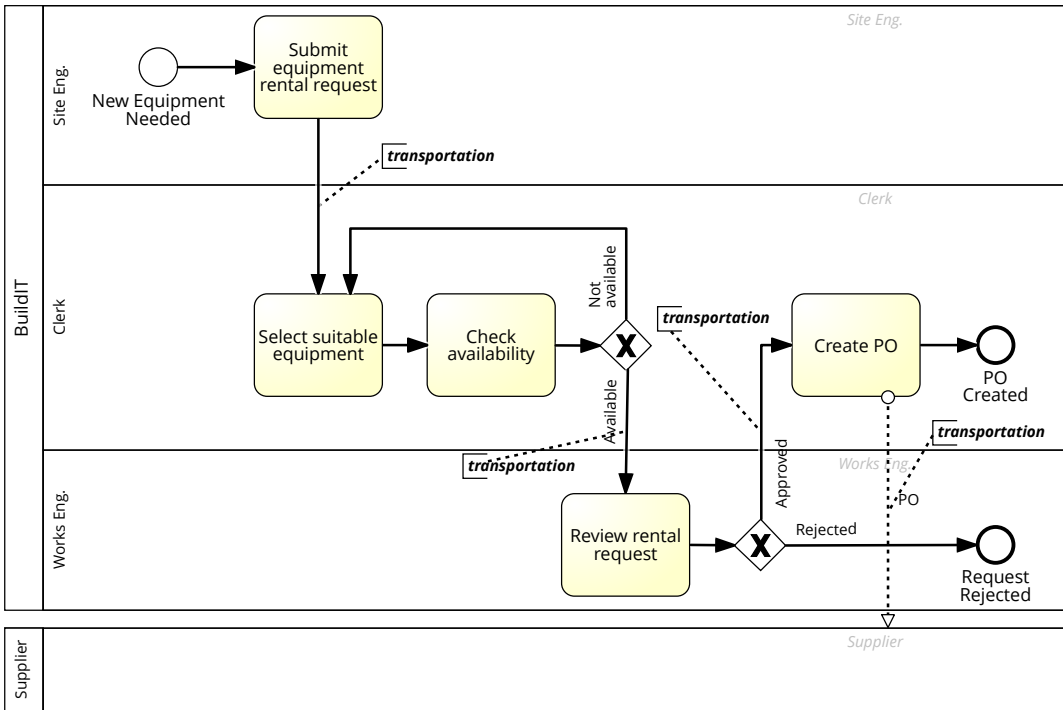 Site Eng.
Submit
equipment
rental request
New Equipment
Needed
Site Eng.
transportation
Clerk
BuildIT
Clerk
Not
available
transportation
Select suitable
equipment
Check
availability
Create PO
PO
Created
Available
transportation
transportation
Approved
Works Eng.
Works Eng.
PO
Review rental
request
Rejected
Request
Rejected
Supplier
Supplier